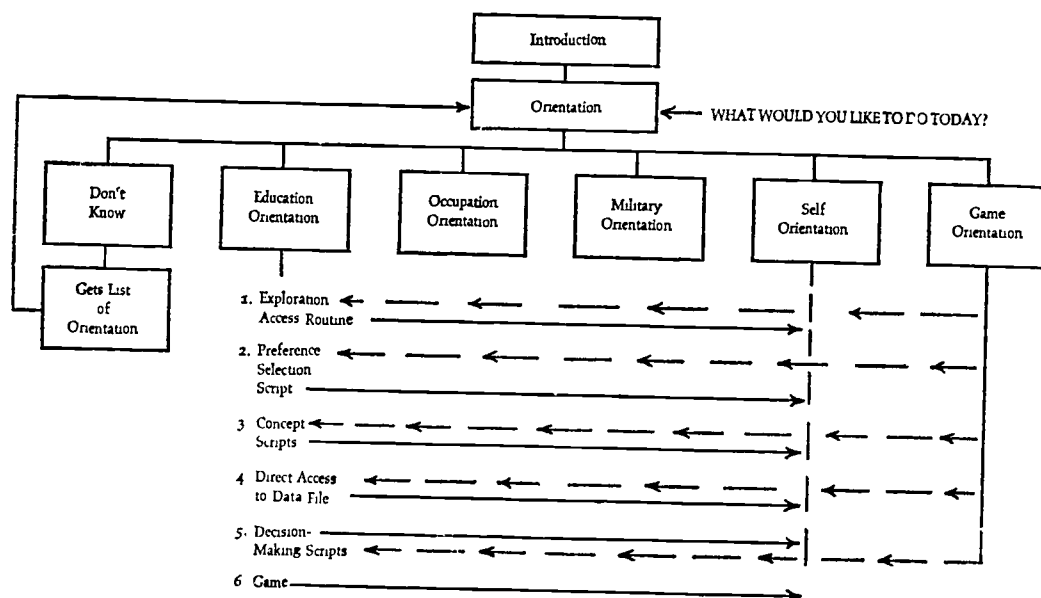 Introduction
Orientation
WHAT WOULD YOU LIKE TO DO TODAY?
Don't
Know
Education
Orientation
Occupation
Orientation
Military
Orientation
Self
Orientation
Game
Orientation
Gets List
of
Orientation
1. Exploration
Access Routine
2. Preference
Selection
Script
3 Concept
Scripts
4 Direct Access
to Data File
5. Decision-
Making Scripts
6 Game